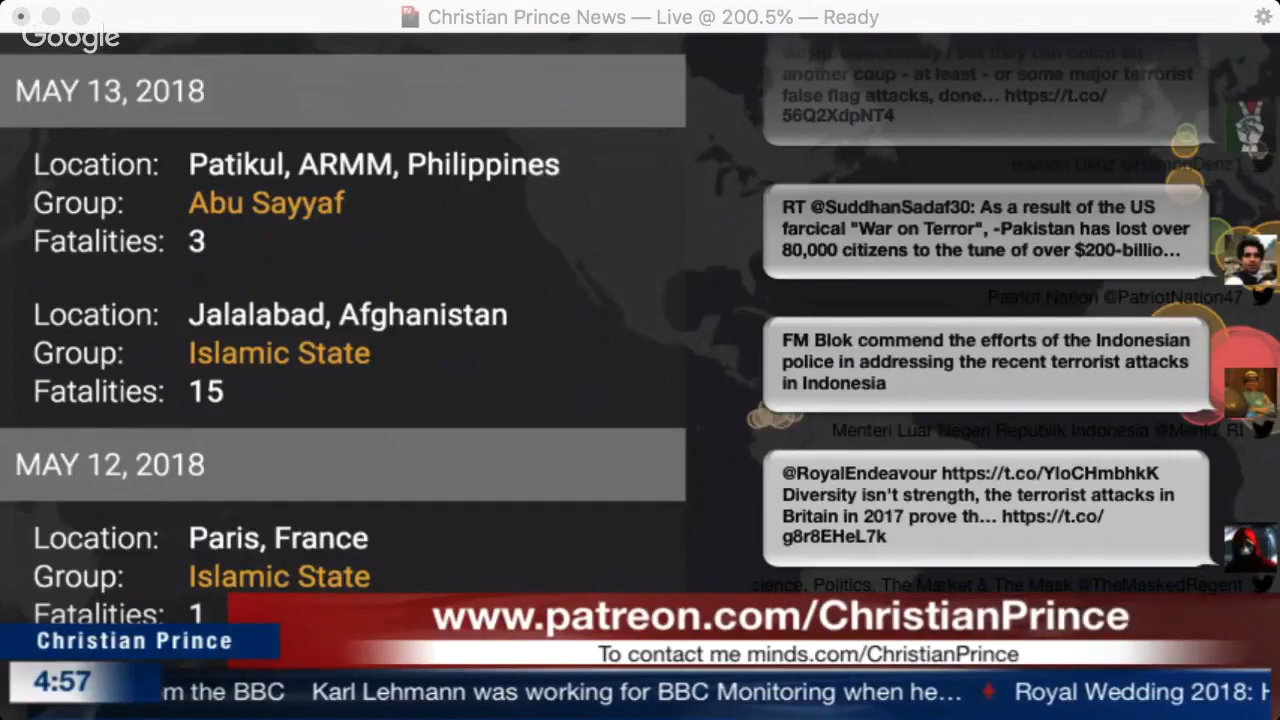 Christian Prince News — Live @ 200.5% — Ready
Google
MAY 13, 2018
Location: Patikul, ARMM, Philippines
Group: Abu Sayyaf
Fatalities: 3
Location: Jalalabad, Afghanistan
Group: Islamic State
Fatalities: 15
MAY 12, 2018
Location: Paris, France
Group: Islamic State
Fatalities: 1
another coup - at least - or some major terrorist
false flag attacks, done... https://t.co/
56Q2XdpNT4
RT @SuddhanSadaf30: As a result of the US
farcical "War on Terror", -Pakistan has lost over
80,000 citizens to the tune of over $200-billio...
Patriot Nation @PatriotNation47
FM Blok commend the efforts of the Indonesian
police in addressing the recent terrorist attacks
in Indonesia
Menteri Luar Negeri Republik Indonesia @Menlu_RI
@RoyalEndeavour https://t.co/YloCHmbhkK
Diversity isn't strength, the terrorist attacks in
Britain in 2017 prove th... https://t.co/
g8r8EHeL7k
Politics, The Market & The Mask @TheMaskedRegent
www.patreon.com/ChristianPrince
To contact me minds.com/ChristianPrince
Christian Prince
4:57
m the BBC Karl Lehmann was working for BBC Monitoring when he... Royal Wedding 2018: H